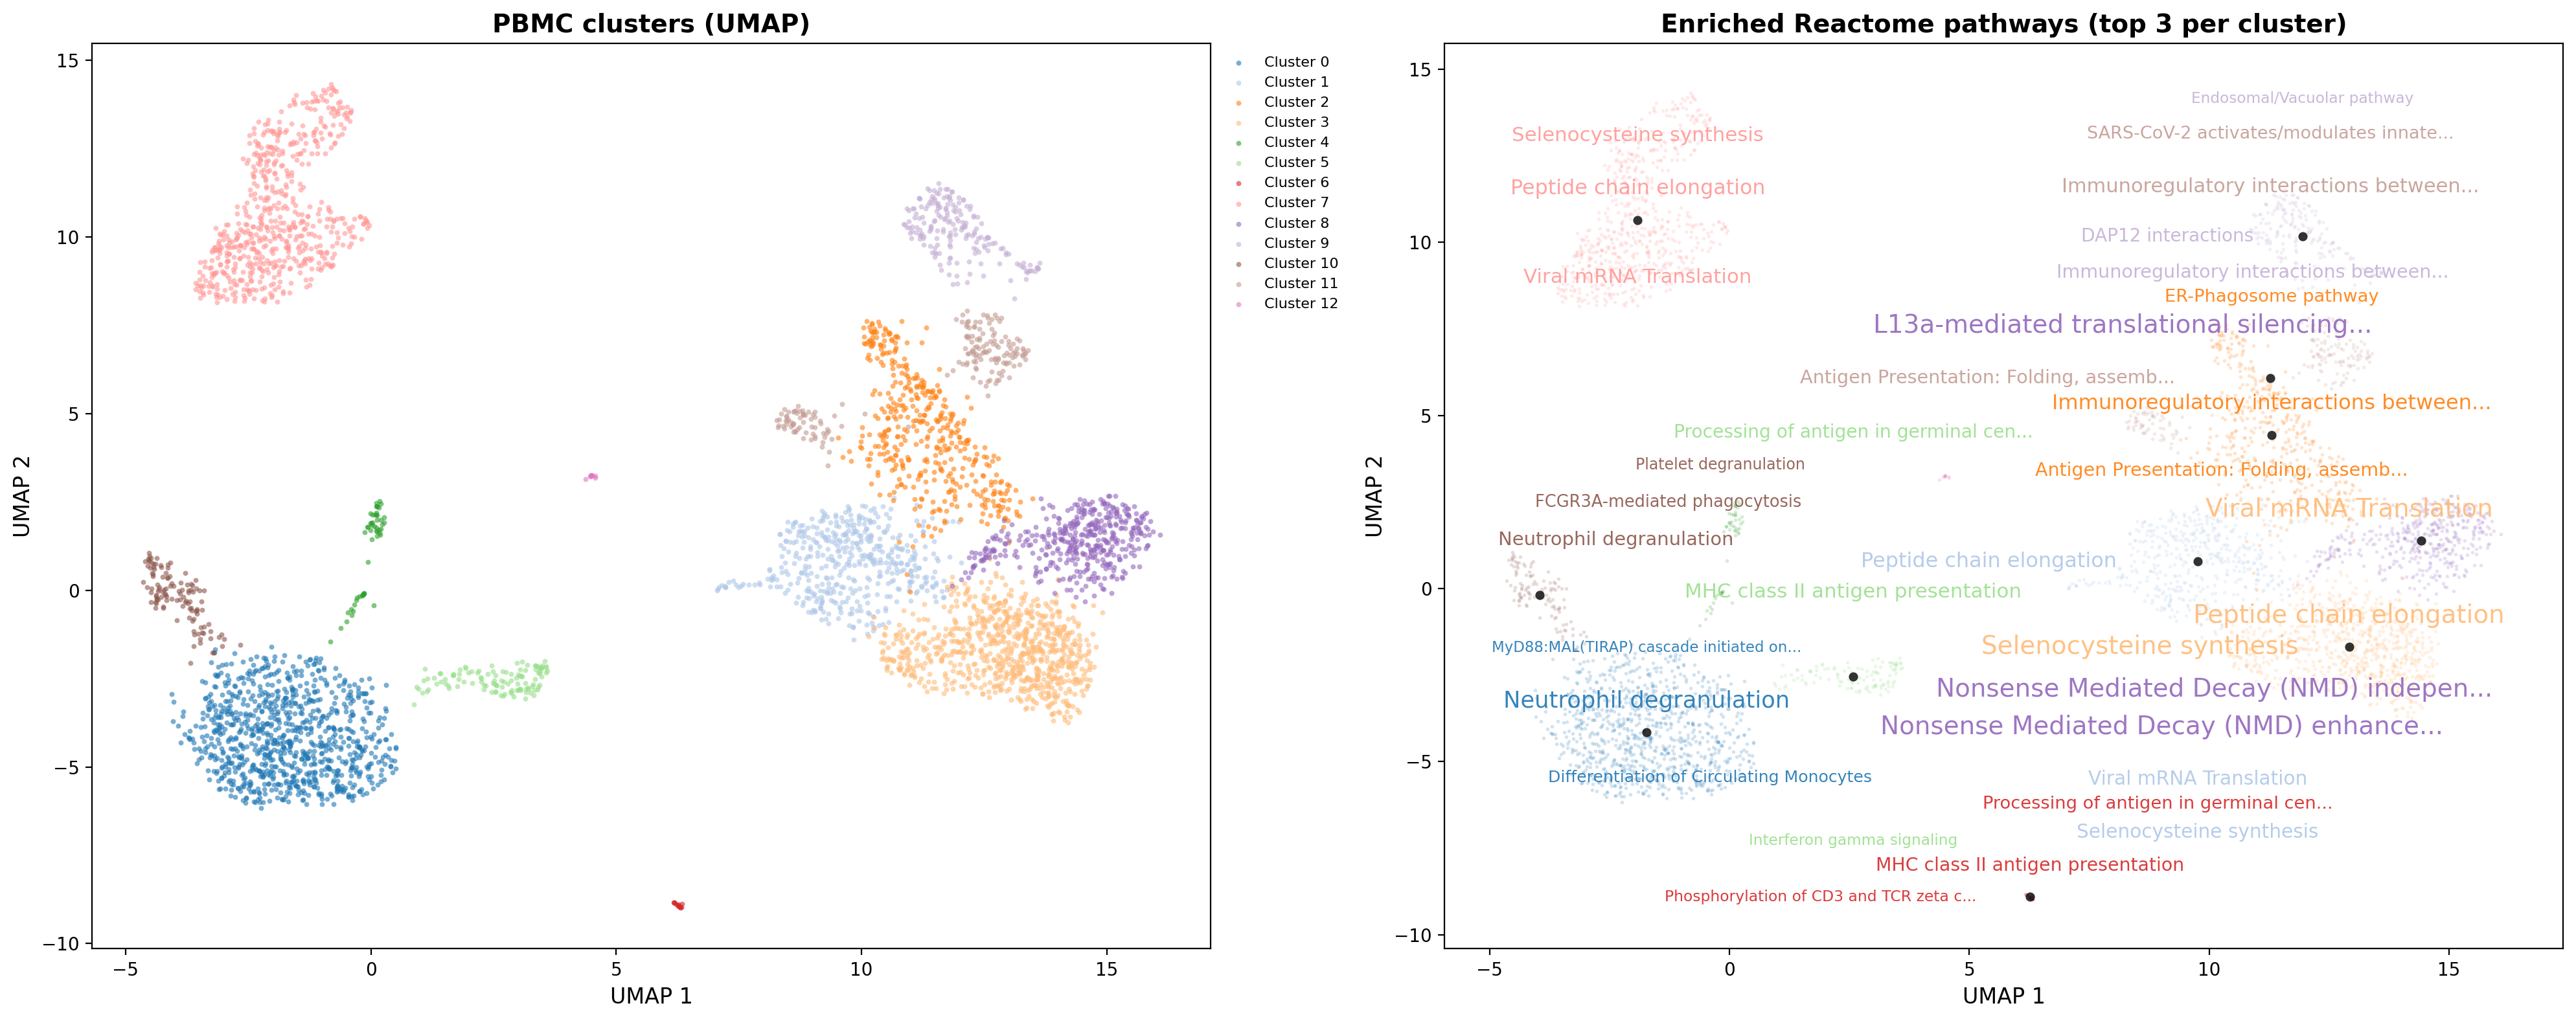 PBMC clusters (UMAP)
15
10
5
0
−5
−10
−5
0
5
10
15
UMAP 1
UMAP 2
Cluster 0
Cluster 1
Cluster 2
Cluster 3
Cluster 4
Cluster 5
Cluster 6
Cluster 7
Cluster 8
Cluster 9
Cluster 10
Cluster 11
Cluster 12
Enriched Reactome pathways (top 3 per cluster)
15
10
5
0
−5
−10
−5
0
5
10
15
UMAP 1
UMAP 2
Endosomal/Vacuolar pathway
SARS-CoV-2 activates/modulates innate...
Selenocysteine synthesis
Immunoregulatory interactions between...
Peptide chain elongation
DAP12 interactions
Immunoregulatory interactions between...
Viral mRNA Translation
ER-Phagosome pathway
L13a-mediated translational silencing...
Antigen Presentation: Folding, assemb...
Immunoregulatory interactions between...
Processing of antigen in germinal cen...
Platelet degranulation
Antigen Presentation: Folding, assemb...
FCGR3A-mediated phagocytosis
Viral mRNA Translation
Neutrophil degranulation
Peptide chain elongation
MHC class II antigen presentation
Peptide chain elongation
MyD88:MAL(TIRAP) cascade initiated on...
Selenocysteine synthesis
Nonsense Mediated Decay (NMD) indepen...
Neutrophil degranulation
Nonsense Mediated Decay (NMD) enhance...
Differentiation of Circulating Monocytes
Viral mRNA Translation
Processing of antigen in germinal cen...
Selenocysteine synthesis
Interferon gamma signaling
MHC class II antigen presentation
Phosphorylation of CD3 and TCR zeta c...